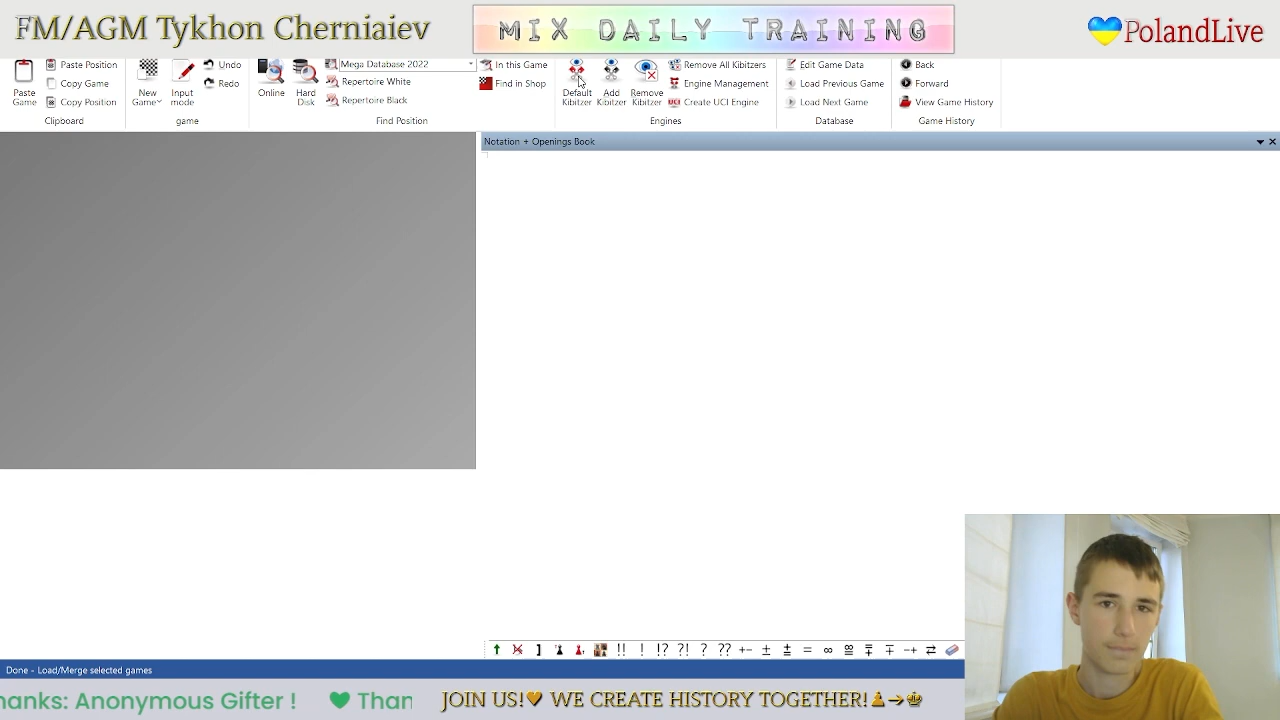 FM/AGM Tykhon Cherniaiev
MIX DAILY TRAINING
PolandLive
Paste Game
Paste Position
Copy Game
Copy Position
Clipboard
New Game
Input mode
Undo
Redo
game
Online
Hard Disk
Mega Database 2022
Repertoire White
Repertoire Black
In this Game
Find in Shop
Find Position
Default Kibitzer
Add Kibitzer
Remove Kibitzer
Remove All Kibitzers
Engine Management
UCI Create UCI Engine
Engines
Edit Game Data
Load Previous Game
Load Next Game
Database
Back
Forward
View Game History
Game History
Notation + Openings Book
] !! ! !? ?! ? ?? +- ± ± = ∞ -+ ⇄
Done - Load/Merge selected games
hanks: Anonymous Gifter ! Than
JOIN US! WE CREATE HISTORY TOGETHER!